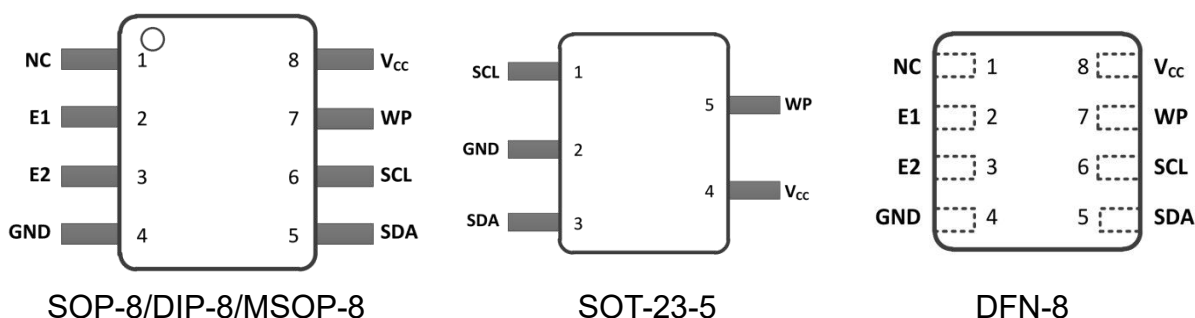 NC 1 8 VCC
E1 2 7 WP
E2 3 6 SCL
GND 4 5 SDA
SOP-8/DIP-8/MSOP-8
SCL 1
5 WP
GND 2
4 VCC
SDA 3
SOT-23-5
NC 1 8 VCC
E1 2 7 WP
E2 3 6 SCL
GND 4 5 SDA
DFN-8